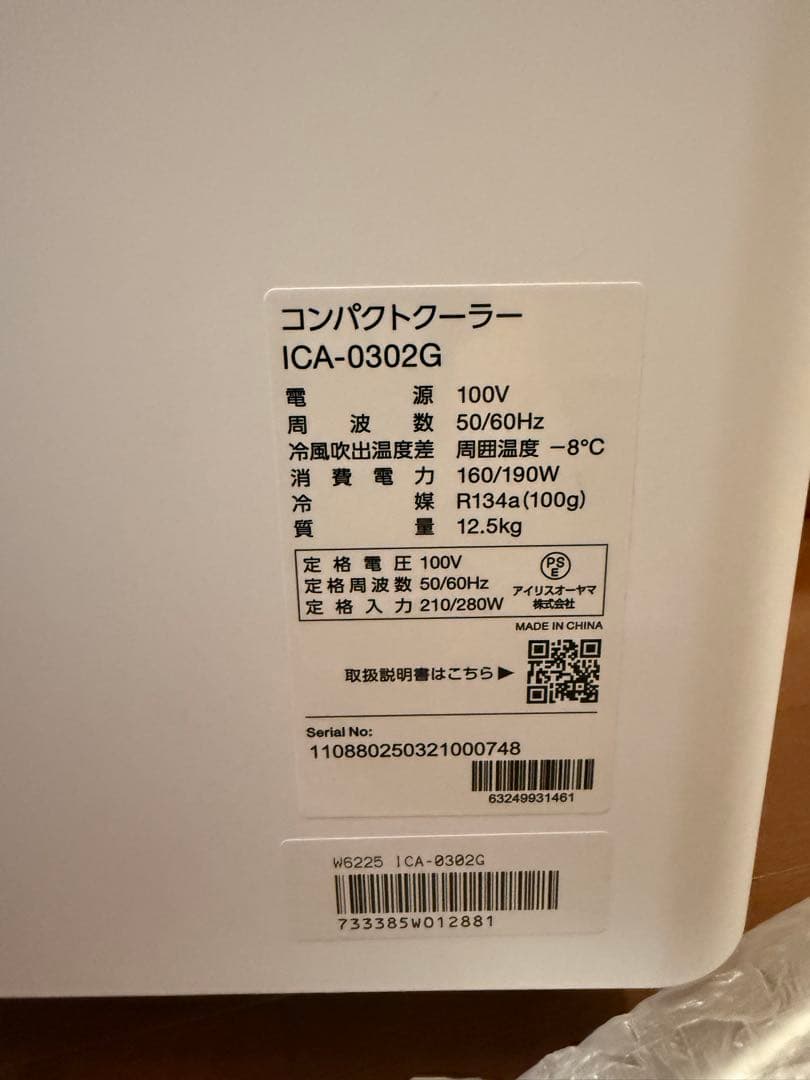 コンパクトクーラー
ICA-0302G
電源 100V
周波数 50/60Hz
冷風吹出温度差 周囲温度 −8℃
消費電力 160/190W
冷媒 R134a(100g)
質量 12.5kg
定格電圧 100V
定格周波数 50/60Hz
定格入力 210/280W
PSE
アイリスオーヤマ
株式会社
MADE IN CHINA
取扱説明書はこちら▶
Serial No:
110880250321000748
63249931461
W6225 ICA-0302G
733385W012881